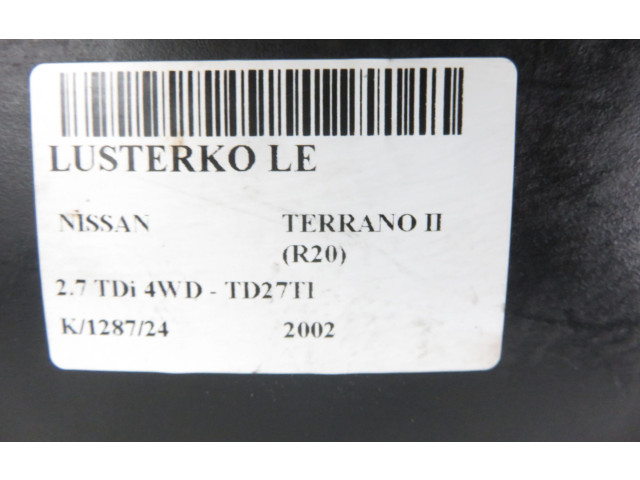 LUSTERKO LE
NISSAN TERRANO II
(R20)
2.7 TDi 4WD - TD27TI
K/1287/24 2002